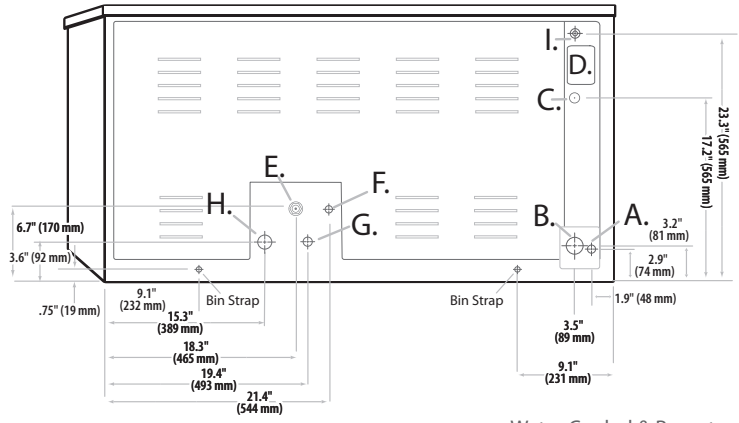 I.
D.
C.
23.3" (565 mm)
17.2" (565 mm)
E.
F.
H.
G.
B.
A.
3.2"
(81 mm)
2.9"
(74 mm)
1.9" (48 mm)
6.7" (170 mm)
3.6" (92 mm)
.75" (19 mm)
9.1"
(232 mm)
Bin Strap
Bin Strap
15.3"
(389 mm)
3.5"
(89 mm)
18.3"
(465 mm)
9.1"
(231 mm)
19.4"
(493 mm)
21.4"
(544 mm)